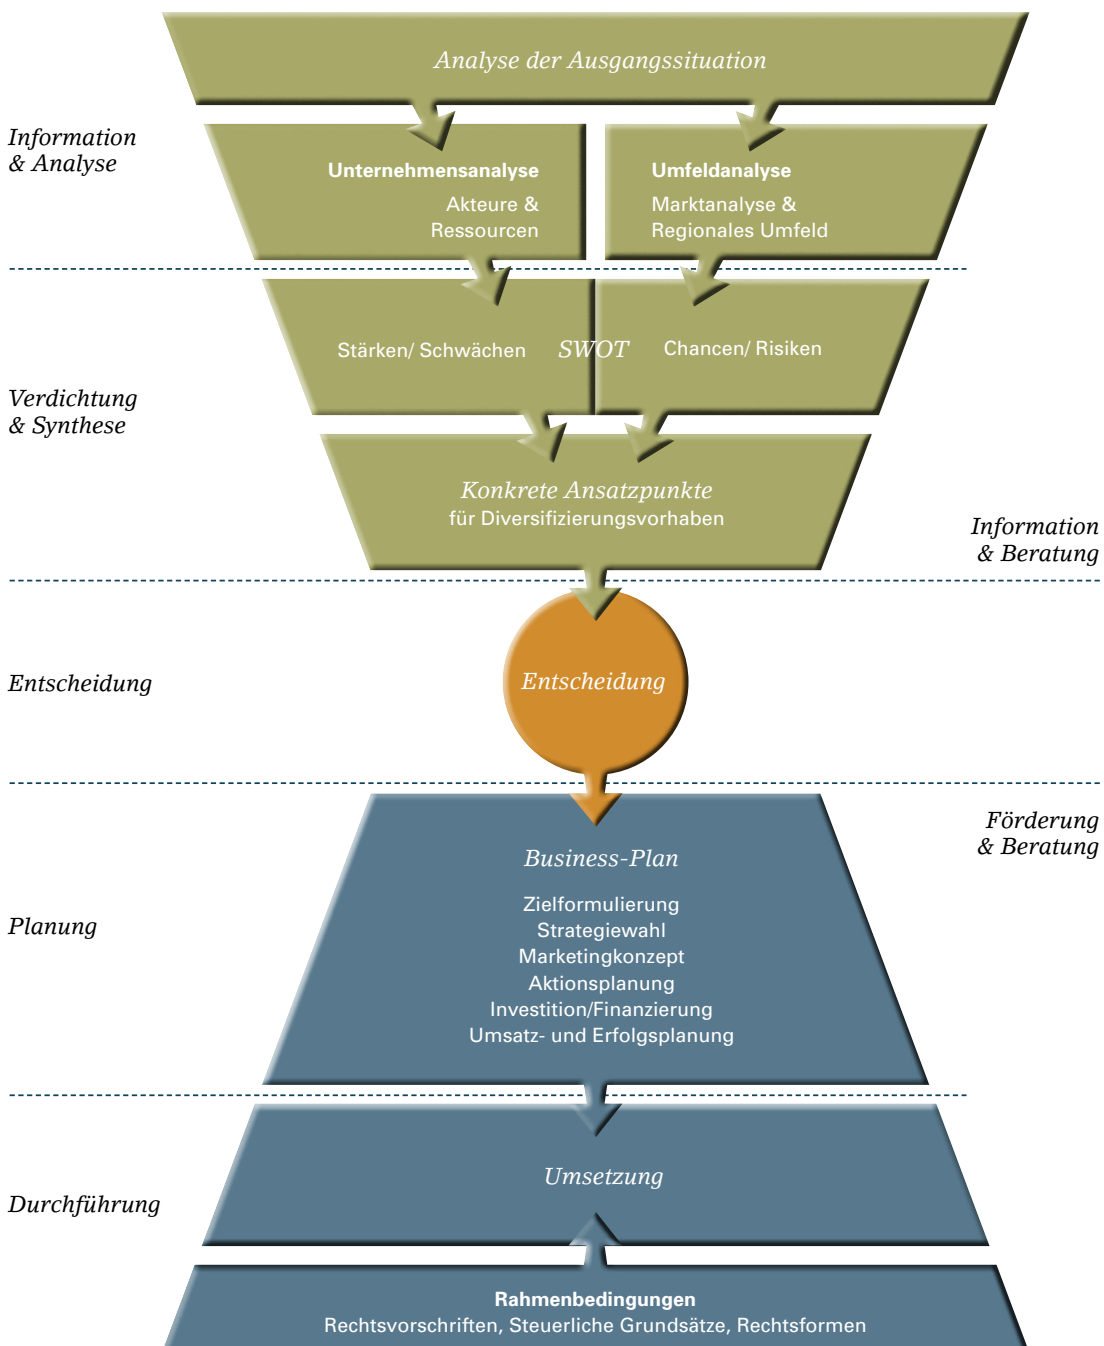 Analyse der Ausgangssituation
Information
& Analyse
Unternehmensanalyse
Akteure &
Ressourcen
Umfeldanalyse
Marktanalyse &
Regionales Umfeld
Stärken/ Schwächen
SWOT
Chancen/ Risiken
Verdichtung
& Synthese
Konkrete Ansatzpunkte
für Diversifizierungsvorhaben
Information
& Beratung
Entscheidung
Entscheidung
Förderung
& Beratung
Business-Plan
Planung
Zielformulierung
Strategiewahl
Marketingkonzept
Aktionsplanung
Investition/Finanzierung
Umsatz- und Erfolgsplanung
Umsetzung
Durchführung
Rahmenbedingungen
Rechtsvorschriften, Steuerliche Grundsätze, Rechtsformen